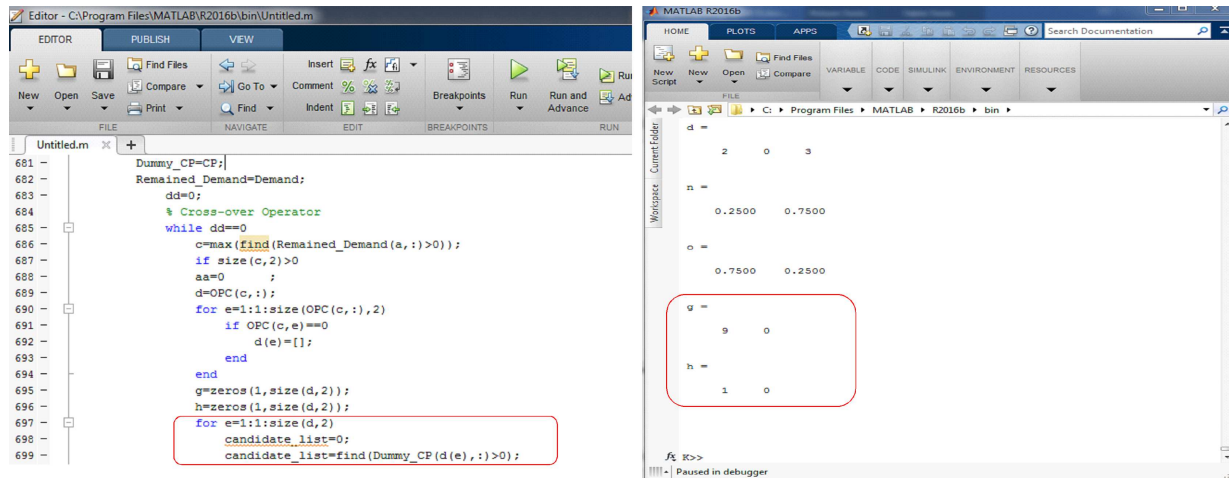 Editor - C:\Program Files\MATLAB\R2016b\bin\Untitled.m
EDITOR PUBLISH VIEW
New Open Save
Find Files
Compare
Print
Go To
Find
Insert fx
Comment
Indent
Breakpoints
Run
Run and
Advance
Ru
Ad
FILE NAVIGATE EDIT BREAKPOINTS RUN
Untitled.m
681 - Dummy_CP=CP;
682 - Remained_Demand=Demand;
683 - dd=0;
684 % Cross-over Operator
685 - while dd==0
686 - c=max(find(Remained_Demand(a,:)>0));
687 - if size(c,2)>0
688 - aa=0 ;
689 - d=OPC(c,:);
690 - for e=1:1:size(OPC(c,:),2)
691 - if OPC(c,e)==0
692 - d(e)=[];
693 - end
694 - end
695 - g=zeros(1,size(d,2));
696 - h=zeros(1,size(d,2));
697 - for e=1:1:size(d,2)
698 - candidate_list=0;
699 - candidate_list=find(Dummy_CP(d(e),:)>0);
MATLAB R2016b
HOME PLOTS APPS
Search Documentation
New
Script
New Open
Find Files
Compare
VARIABLE CODE SIMULINK ENVIRONMENT RESOURCES
FILE
C: Program Files MATLAB R2016b bin
Current Folder
Workspace
d =
2 0 3
n =
0.2500 0.7500
o =
0.7500 0.2500
g =
9 0
h =
1 0
fx K>>
Paused in debugger